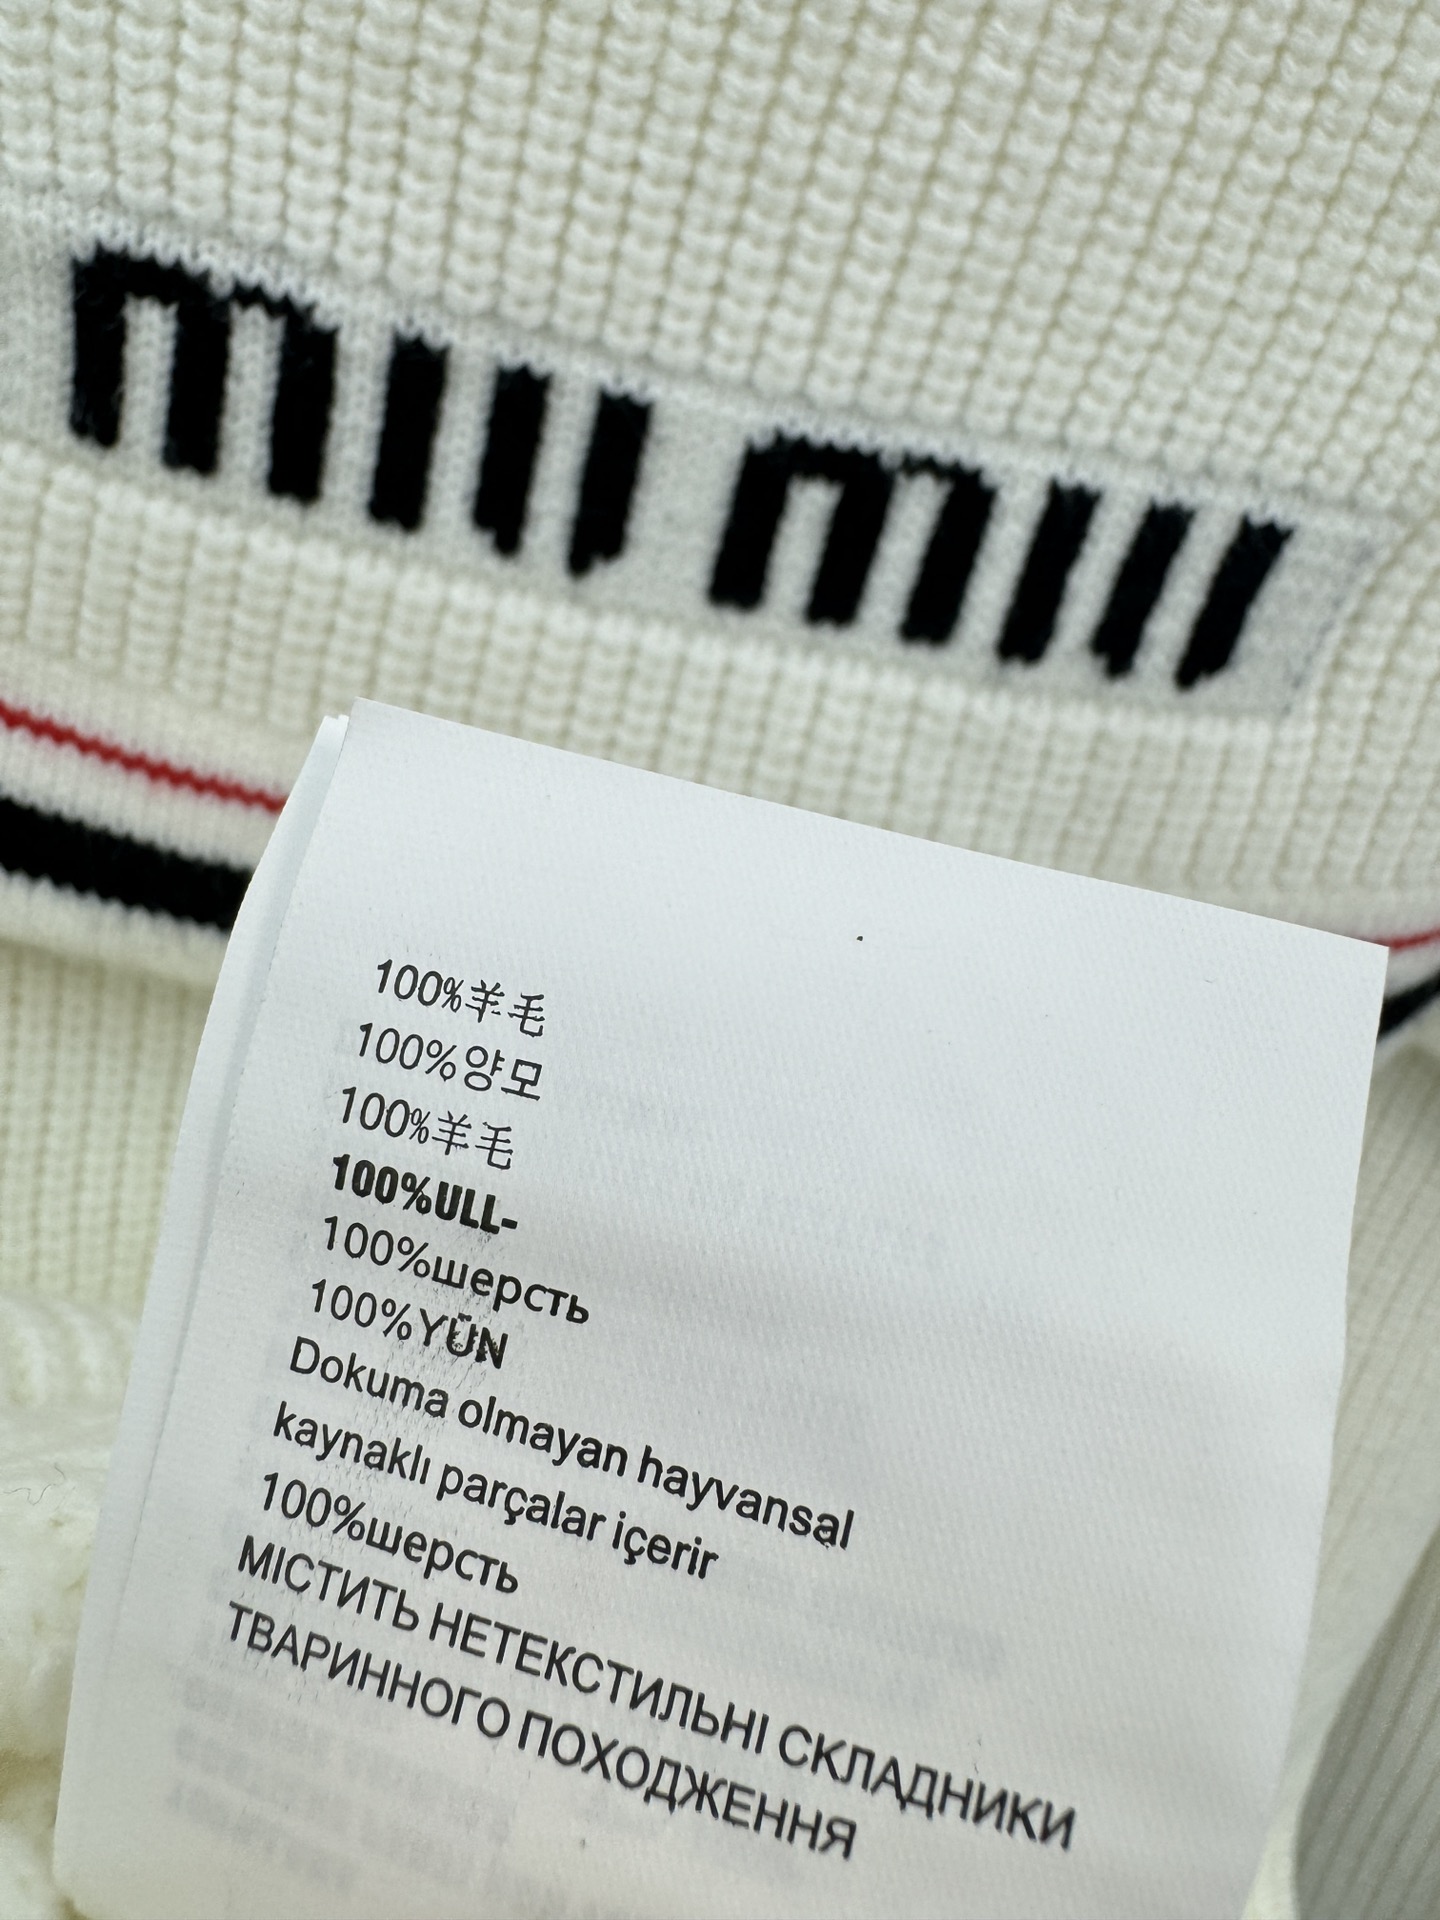 miu miu
100%羊毛
100%양모
100%羊毛
100%ULL-
100%шерсть
100%YÜN
Dokuma olmayan hayvansal
kaynaklı parçalar içerir
100%шерсть
МІСТИТЬ НЕТЕКСТИЛЬНІ СКЛАДНИКИ
ТВАРИННОГО ПОХОДЖЕННЯ